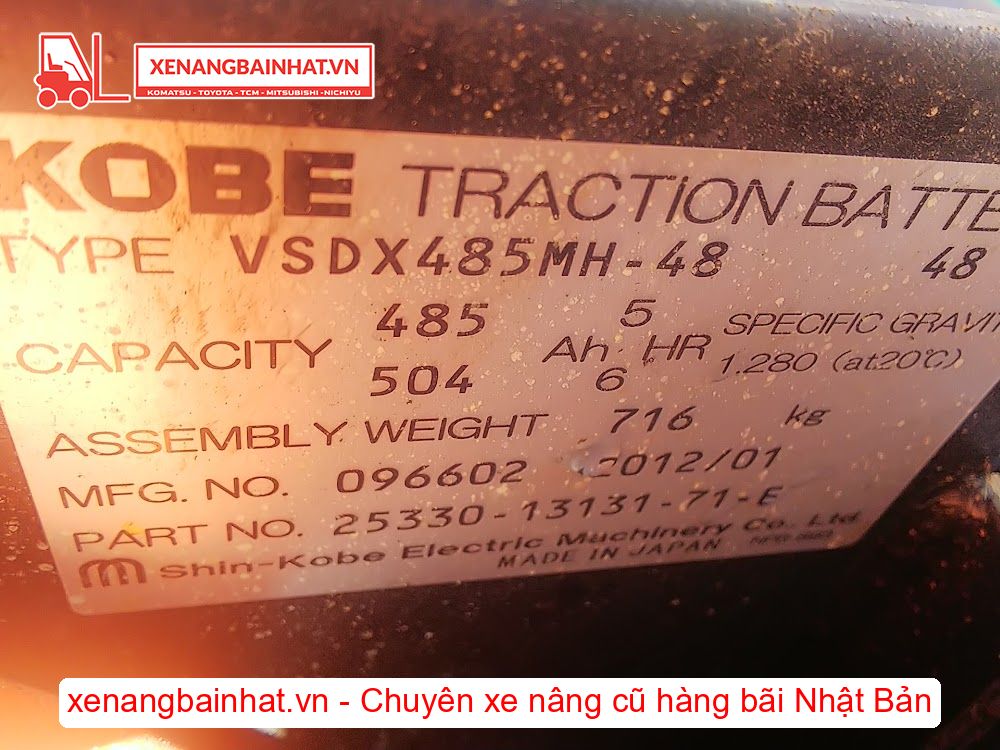 XENANGBAINHAT.VN
KOMATSU - TOYOTA - TCM - MITSUBISHI - NICHIYU
KOBE TRACTION BATTE
TYPE VSDX485MH-48 48
CAPACITY 485 504 Ah 5 6 HR SPECIFIC GRAVIT
1.280 (at20℃)
ASSEMBLY WEIGHT 716 kg
MFG. NO. 096602 2012/01
PART NO. 25330-13131-71-E
Shin-Kobe Electric Machinery Co. Ltd.
MADE IN JAPAN
xenangbainhat.vn - Chuyên xe nâng cũ hàng bãi Nhật Bản